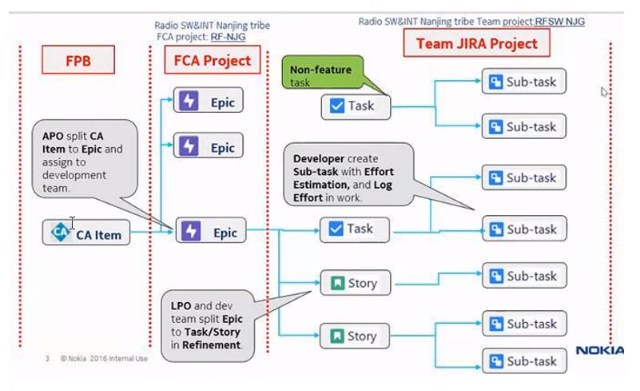 Radio SW&INT Nanjing tribe
FCA project: RF-NJG
Radio SW&INT Nanjing tribe Team project:RFSW NJG
FPB
FCA Project
Team JIRA Project
Non-feature
task
Epic
Task
Sub-task
Sub-task
APO split CA
Item to Epic and
assign to
development
team.
Epic
Developer create
Sub-task with Effort
Estimation, and Log
Effort in work.
Sub-task
CA
CA Item
Epic
Task
Sub-task
Story
Sub-task
LPO and dev
team split Epic
to Task/Story
in Refinement.
Story
Sub-task
Sub-task
3 © Nokia 2016 Internal Use
NOKIA